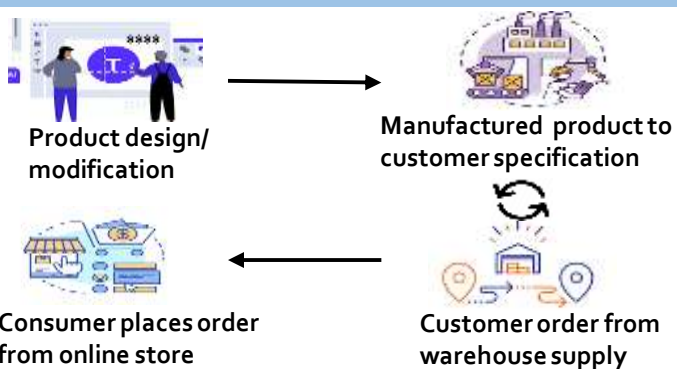 Product design/
modification
Manufactured product to
customer specification
Consumer places order
from online store
Customer order from
warehouse supply